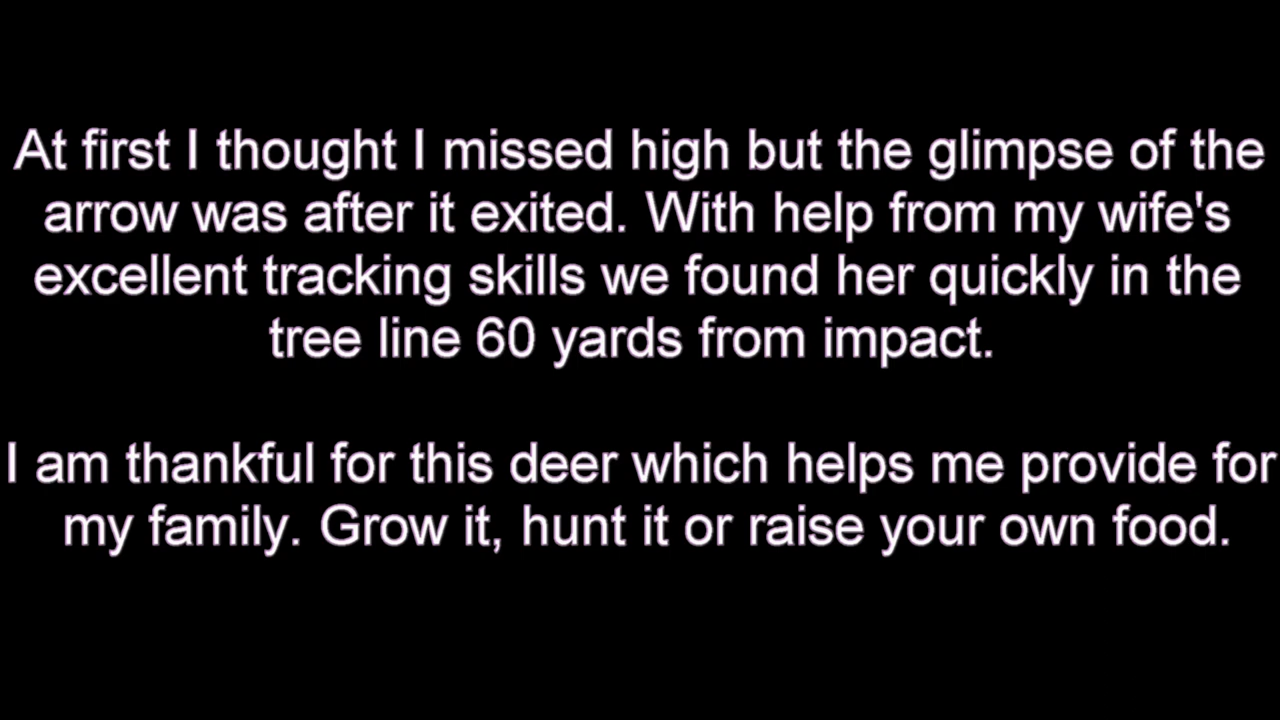 At first I thought I missed high but the glimpse of the
arrow was after it exited. With help from my wife's
excellent tracking skills we found her quickly in the
tree line 60 yards from impact.
I am thankful for this deer which helps me provide for
my family. Grow it, hunt it or raise your own food.